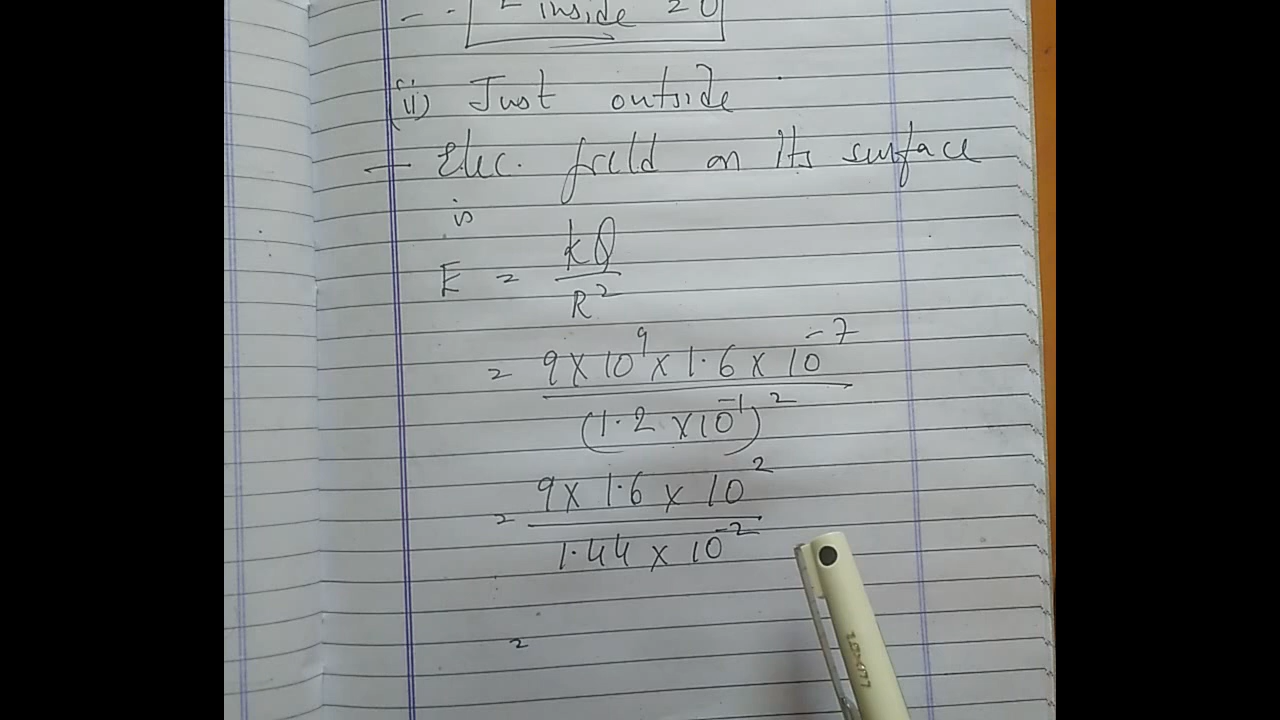 E inside = 0
(ii) Just outside
→ Elec. field on its surface
is
E = kQ / R²
= 9 × 10⁹ × 1.6 × 10⁻⁷ / (1.2 × 10⁻¹)²
= 9 × 1.6 × 10² / 1.44 × 10⁻²
=